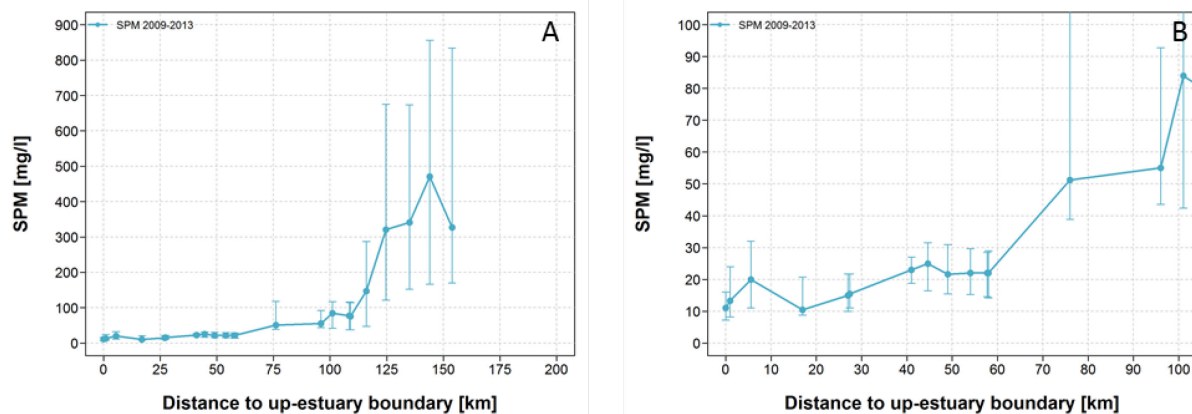 A
SPM 2009-2013
SPM [mg/l]
900
800
700
600
500
400
300
200
100
0
0 25 50 75 100 125 150 175 200
Distance to up-estuary boundary [km]
B
SPM 2009-2013
SPM [mg/l]
100
90
80
70
60
50
40
30
20
10
0
0 10 20 30 40 50 60 70 80 90 100
Distance to up-estuary boundary [km]